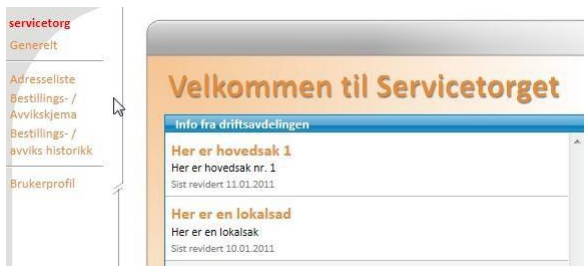 servicetorg
Generelt
Adresseliste
Bestillings- /
Avvikskjema
Bestillings- /
avviks historikk
Brukerprofil
Velkommen til Servicetorget
Info fra driftsavdelingen
Her er hovedsak 1
Her er hovedsak nr. 1
Sist revidert 11.01.2011
Her er en lokalsad
Her er en lokalsak
Sist revidert 10.01.2011